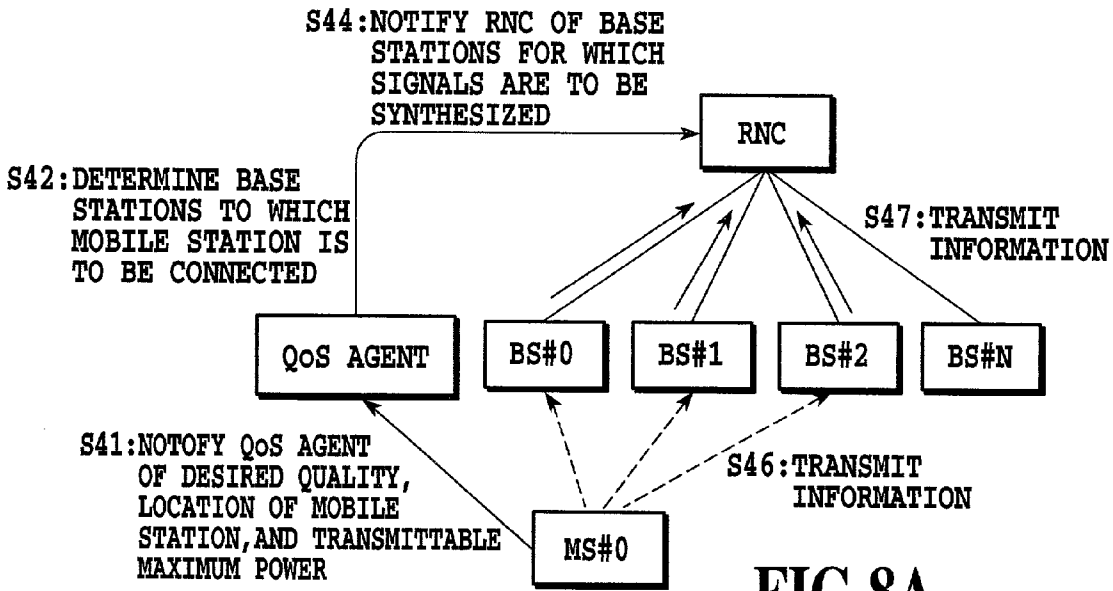 S44:NOTIFY RNC OF BASE
STATIONS FOR WHICH
SIGNALS ARE TO BE
SYNTHESIZED
RNC
S42:DETERMINE BASE
STATIONS TO WHICH
MOBILE STATION IS
TO BE CONNECTED
S47:TRANSMIT
INFORMATION
QoS AGENT
BS#0
BS#1
BS#2
BS#N
S41:NOTOFY QoS AGENT
OF DESIRED QUALITY,
LOCATION OF MOBILE
STATION,AND TRANSMITTABLE
MAXIMUM POWER
S46:TRANSMIT
INFORMATION
MS#0
FIG.8A